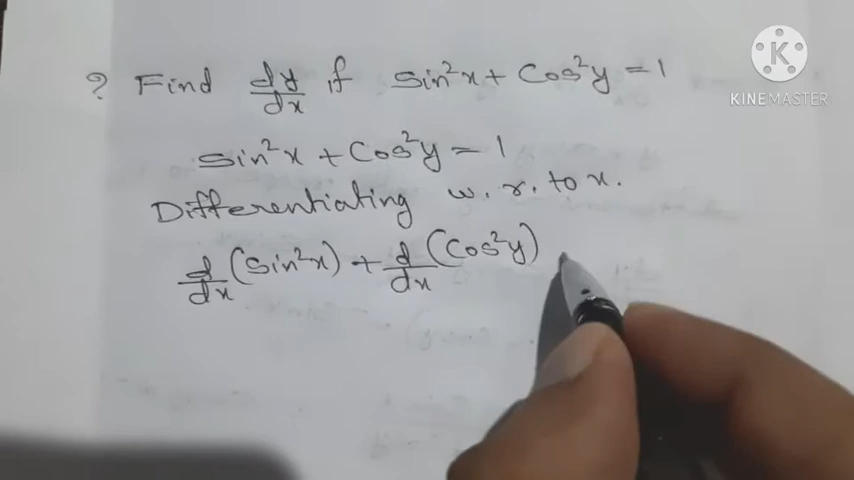 ? Find dy/dx if sin²x + cos²y = 1
sin²x + cos²y = 1
Differentiating w.r. to x.
d/dx (sin²x) + d/dx (cos²y)
K
KINEMASTER